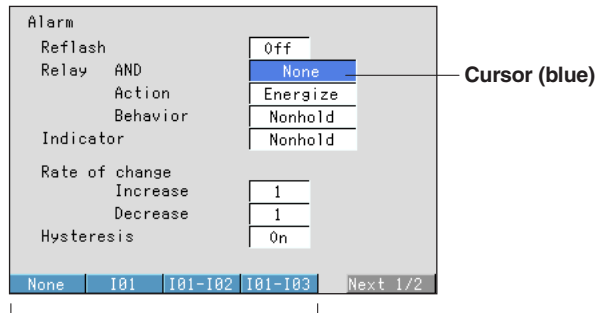 Alarm
Reflash Off
Relay AND None
Action Energize
Behavior Nonhold
Indicator Nonhold
Rate of change
Increase 1
Decrease 1
Hysteresis On
None I01 I01-I02 I01-I03 Next 1/2
Cursor (blue)